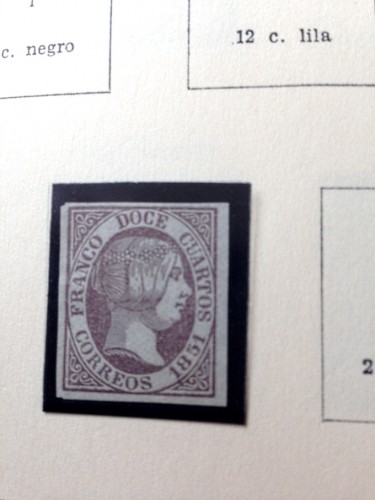 c. negro
12 c. lila
FRANCO DOCE CUARTOS
CORREOS 1851
2